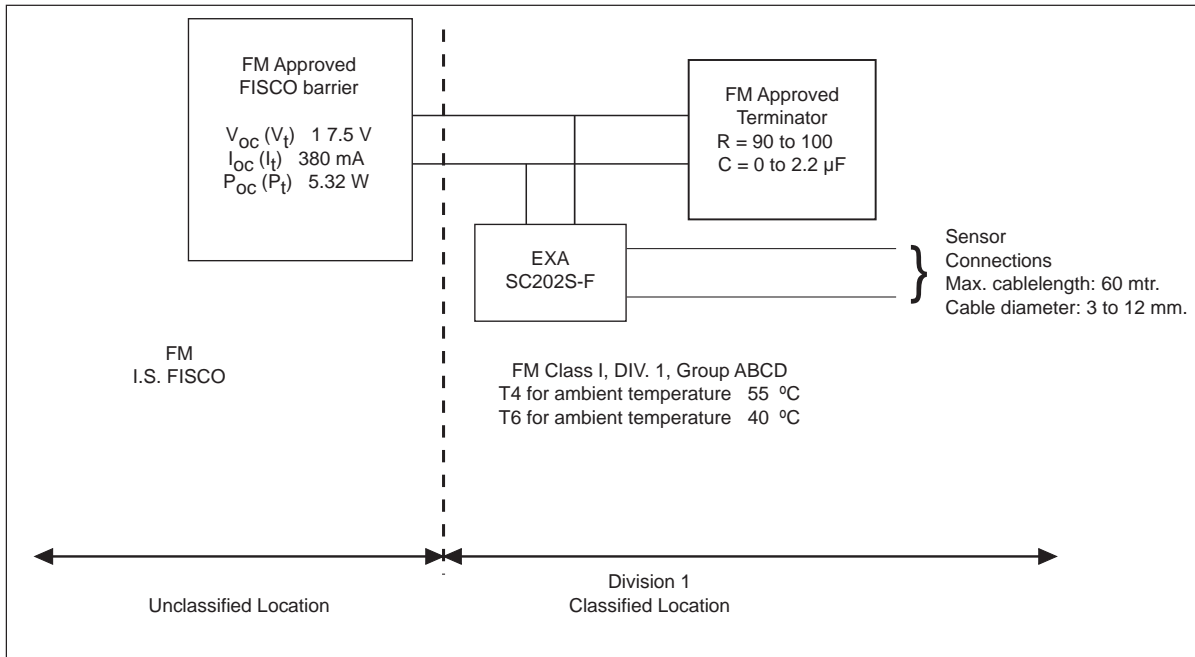 FM Approved
FISCO barrier
Voc (Vt) 1 7.5 V
Ioc (It) 380 mA
Poc (Pt) 5.32 W
FM Approved
Terminator
R = 90 to 100
C = 0 to 2.2 µF
EXA
SC202S-F
Sensor
Connections
Max. cablelength: 60 mtr.
Cable diameter: 3 to 12 mm.
FM
I.S. FISCO
FM Class I, DIV. 1, Group ABCD
T4 for ambient temperature 55 ºC
T6 for ambient temperature 40 ºC
Unclassified Location
Division 1
Classified Location